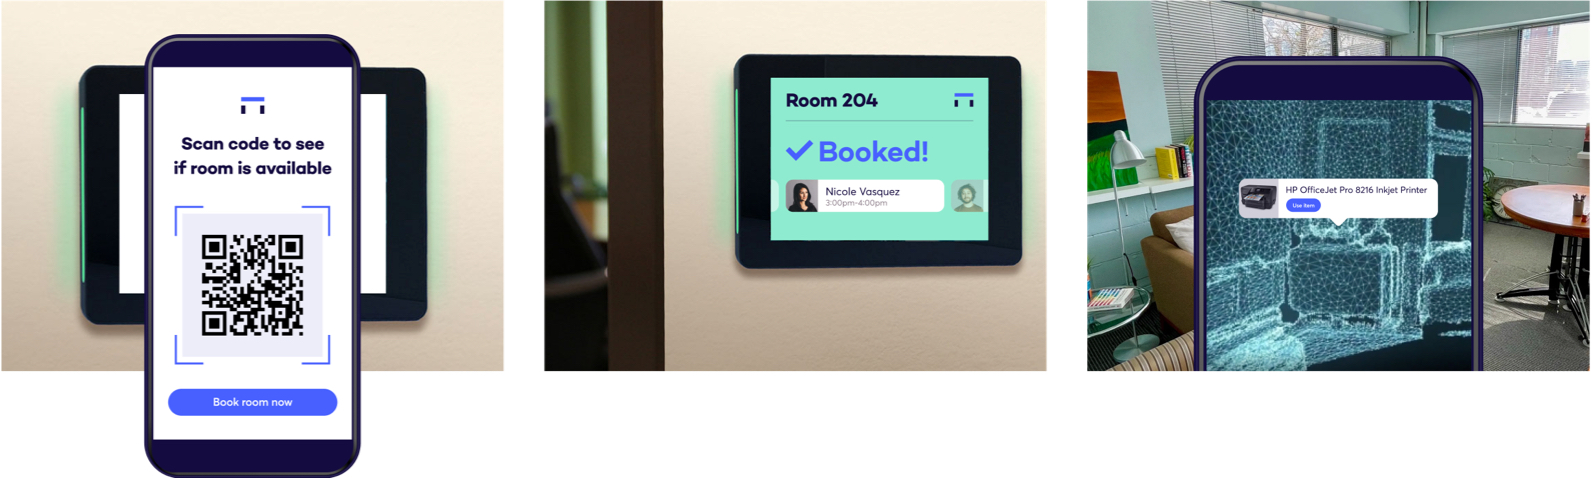 Scan code to see
if room is available
Book room now
Room 204
Booked!
Nicole Vasquez
3:00pm-4:00pm
HP OfficeJet Pro 8216 Inkjet Printer
Use item